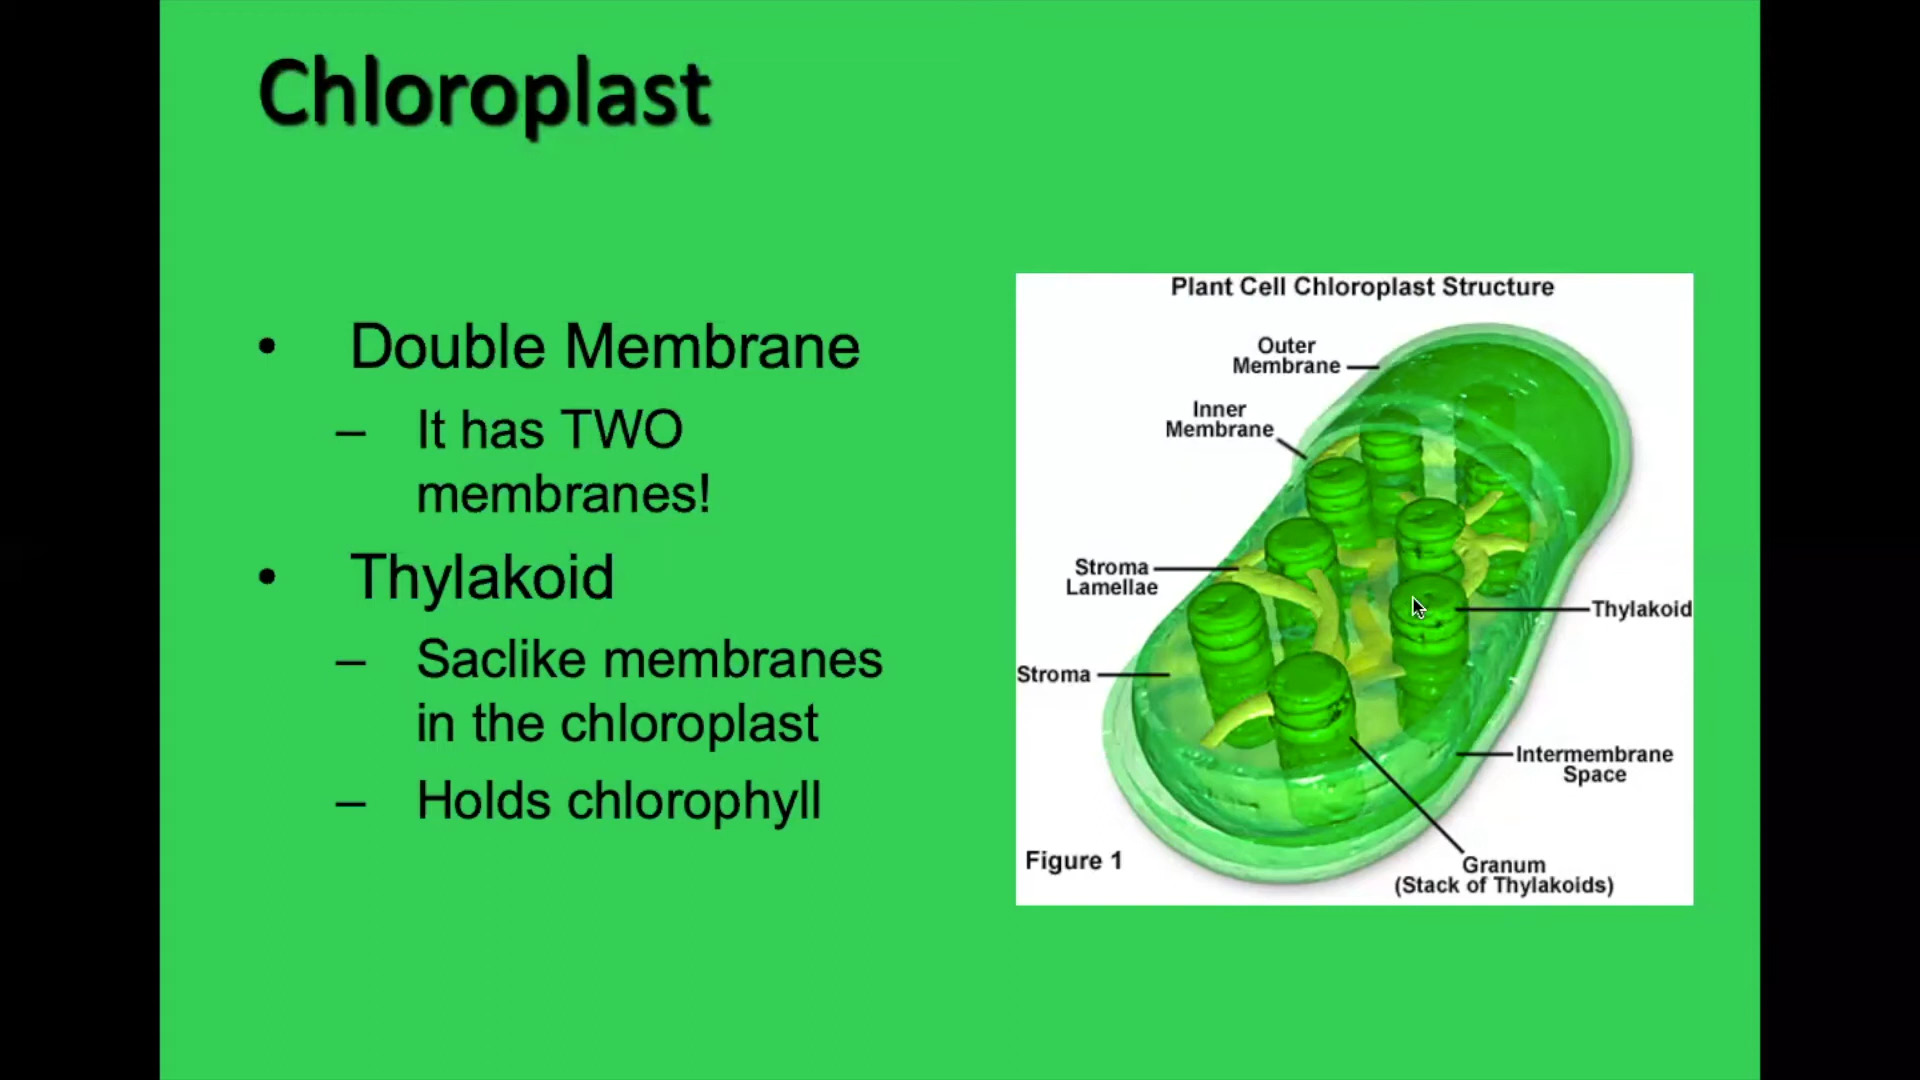 Chloroplast
• Double Membrane
– It has TWO
membranes!
• Thylakoid
– Saclike membranes
in the chloroplast
– Holds chlorophyll
Plant Cell Chloroplast Structure
Outer
Membrane
Inner
Membrane
Stroma
Lamellae
Thylakoid
Stroma
Intermembrane
Space
Granum
(Stack of Thylakoids)
Figure 1